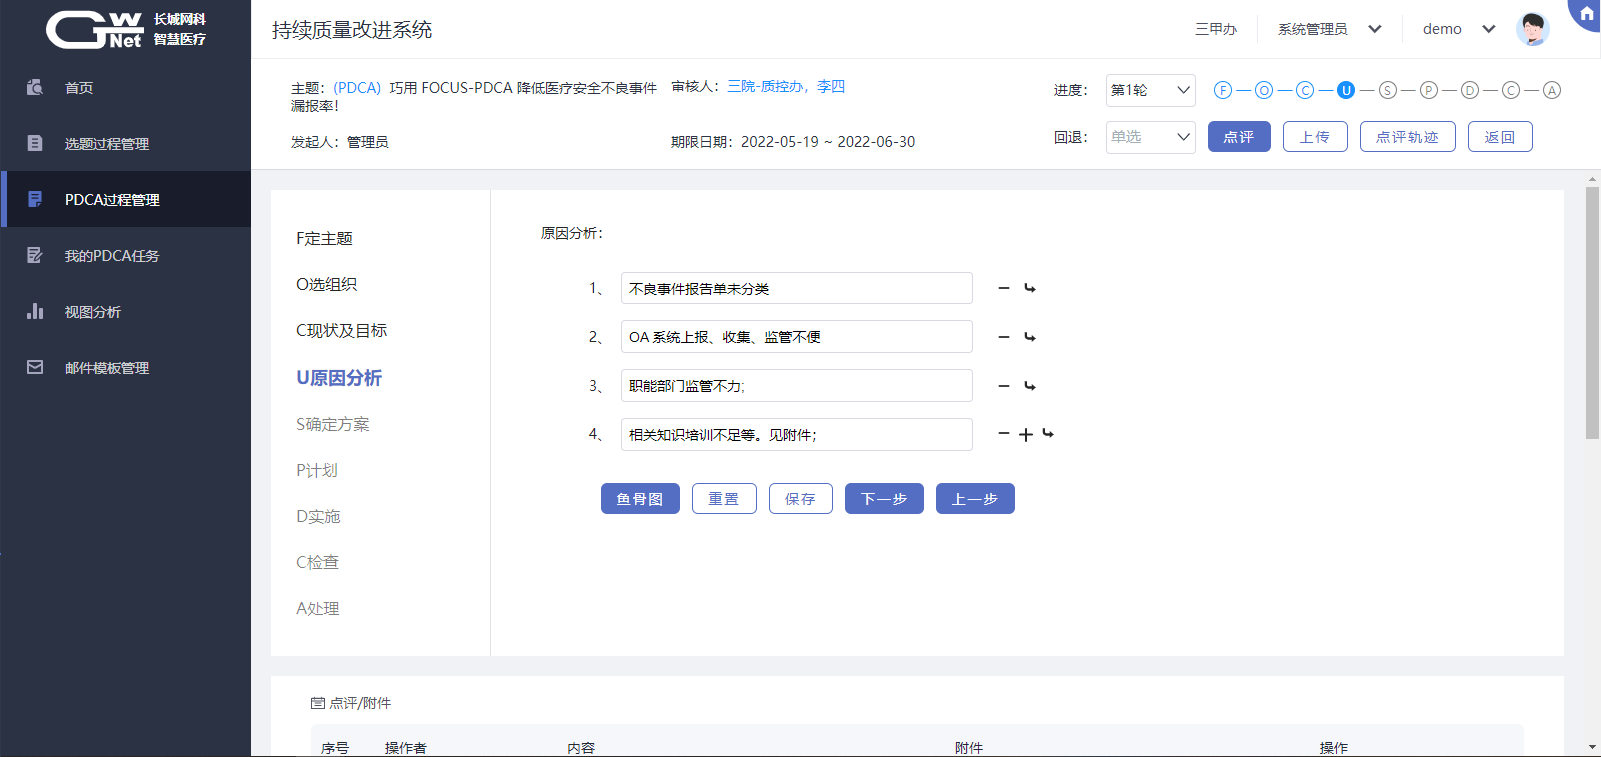 GWNet 长城网科
智慧医疗
持续质量改进系统
三甲办
系统管理员
demo
首页
选题过程管理
PDCA过程管理
我的PDCA任务
视图分析
邮件模板管理
主题：(PDCA) 巧用 FOCUS-PDCA 降低医疗安全不良事件
漏报率！
审核人：三院-质控办，李四
发起人：管理员
期限日期：2022-05-19 ~ 2022-06-30
进度：
第1轮
F O C U S P D C A
回退：
单选
点评
上传
点评轨迹
返回
F定主题
O选组织
C现状及目标
U原因分析
S确定方案
P计划
D实施
C检查
A处理
原因分析：
1、 不良事件报告单未分类
2、 OA 系统上报、收集、监管不便
3、 职能部门监管不力;
4、 相关知识培训不足等。见附件；
鱼骨图 重置 保存 下一步 上一步
点评/附件
序号 操作者 内容 附件 操作